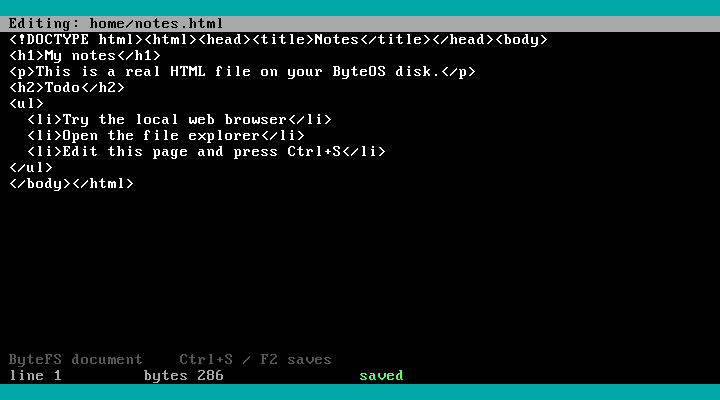 Editing: home/notes.html
<!DOCTYPE html><html><head><title>Notes</title></head><body>
<h1>My notes</h1>
<p>This is a real HTML file on your ByteOS disk.</p>
<h2>Todo</h2>
<ul>
  <li>Try the local web browser</li>
  <li>Open the file explorer</li>
  <li>Edit this page and press Ctrl+S</li>
</ul>
</body></html>
ByteFS document    Ctrl+S / F2 saves
line 1         bytes 286               saved